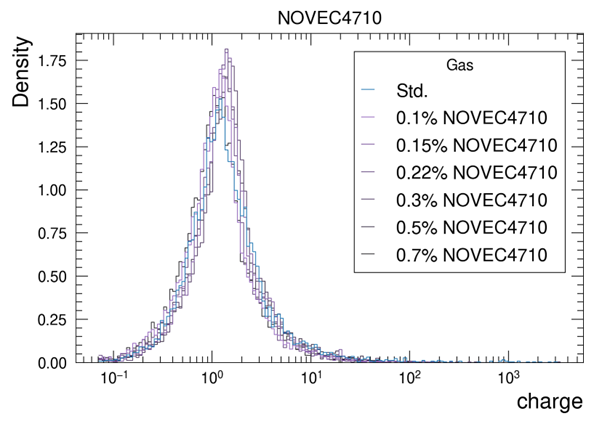 NOVEC4710
Density
1.75
1.50
1.25
1.00
0.75
0.50
0.25
0.00
10⁻¹
10⁰
10¹
10²
10³
charge
Gas
Std.
0.1% NOVEC4710
0.15% NOVEC4710
0.22% NOVEC4710
0.3% NOVEC4710
0.5% NOVEC4710
0.7% NOVEC4710